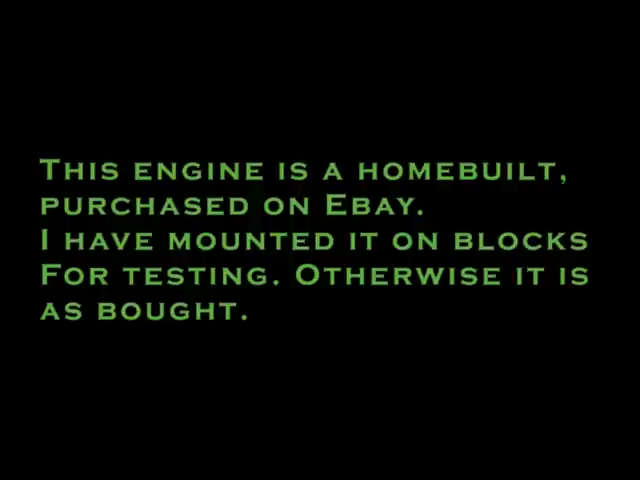 This engine is a homebuilt,
purchased on Ebay.
I have mounted it on blocks
For testing. Otherwise it is
as bought.